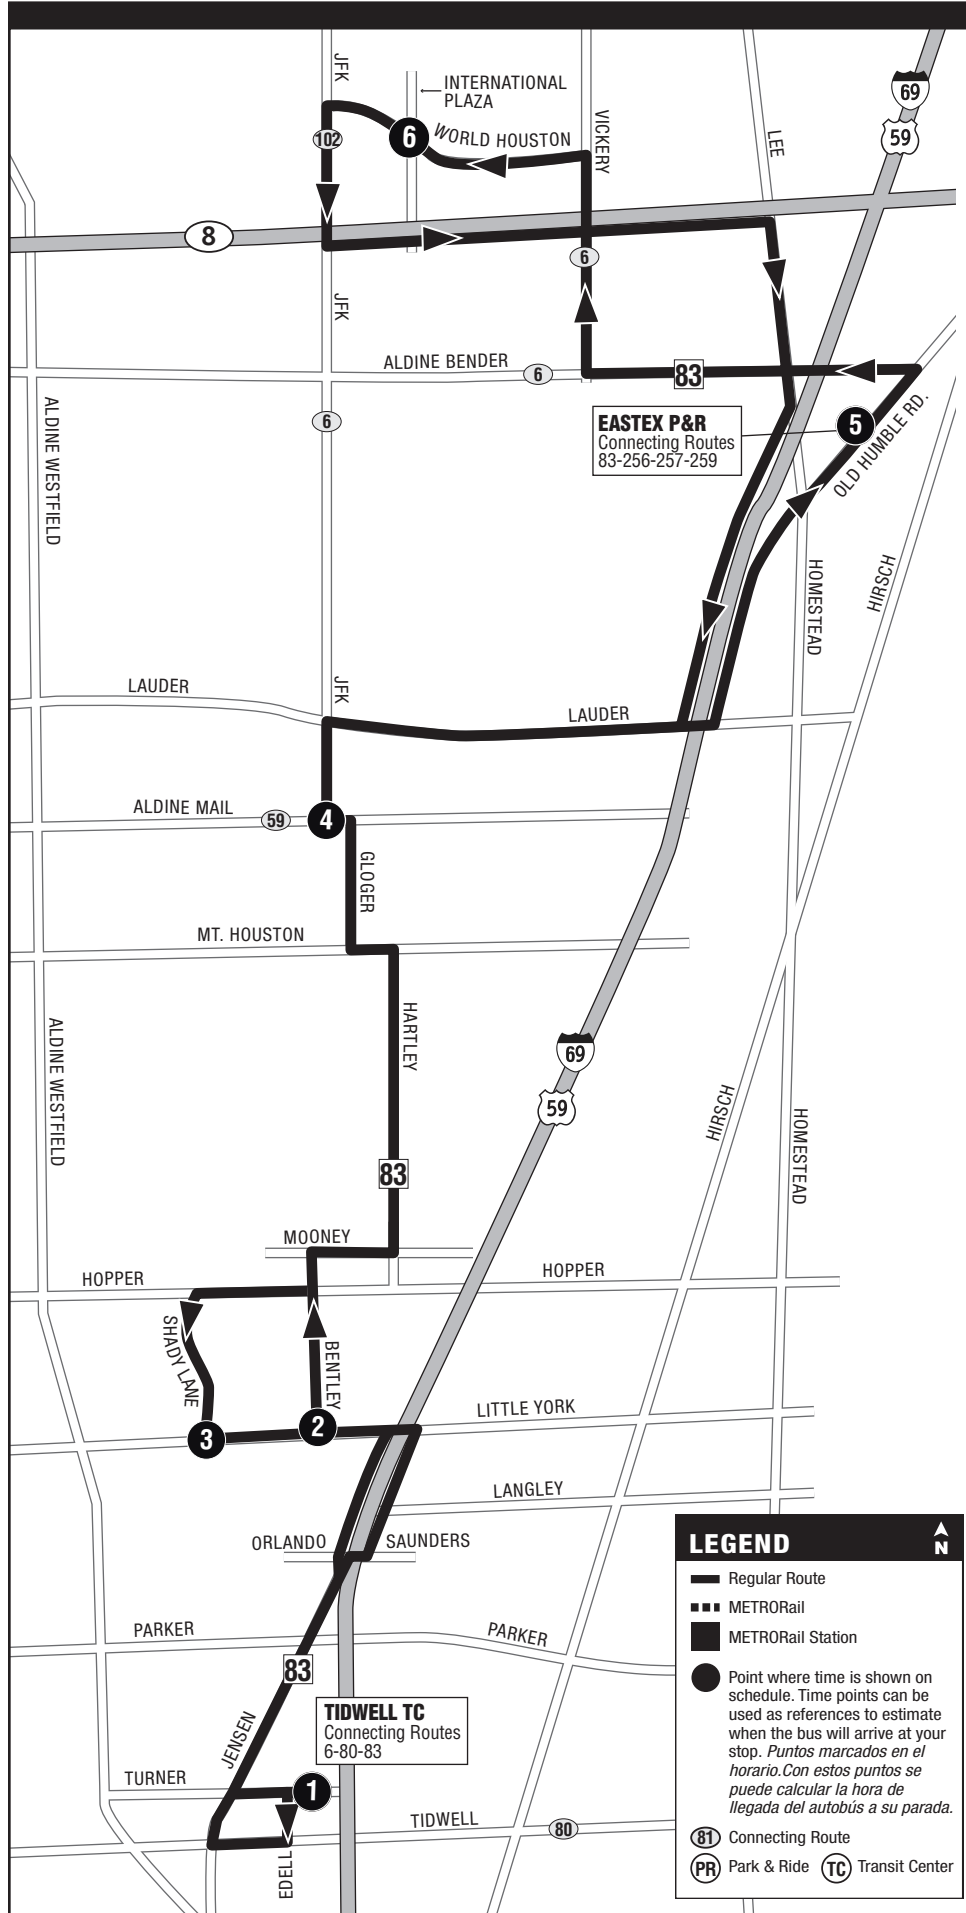 JFK
INTERNATIONAL
PLAZA
69
59
102
6
WORLD HOUSTON
VICKERY
LEE
8
6
JFK
ALDINE BENDER
6
83
ALDINE WESTFIELD
6
EASTEX P&R
Connecting Routes
83-256-257-259
5
OLD HUMBLE RD.
HOMESTEAD
HIRSCH
LAUDER
JFK
LAUDER
ALDINE MAIL
59
4
GLOGER
MT. HOUSTON
HARTLEY
ALDINE WESTFIELD
69
59
HIRSCH
HOMESTEAD
83
MOONEY
HOPPER
HOPPER
SHADY LANE
BENTLEY
LITTLE YORK
3
2
LANGLEY
ORLANDO
SAUNDERS
PARKER
PARKER
83
TIDWELL TC
Connecting Routes
6-80-83
JENSEN
TURNER
1
TIDWELL
80
EDELL
LEGEND
N
Regular Route
METRORail
METRORail Station
Point where time is shown on
schedule. Time points can be
used as references to estimate
when the bus will arrive at your
stop. Puntos marcados en el
horario.Con estos puntos se
puede calcular la hora de
llegada del autobús a su parada.
81 Connecting Route
PR Park & Ride TC Transit Center